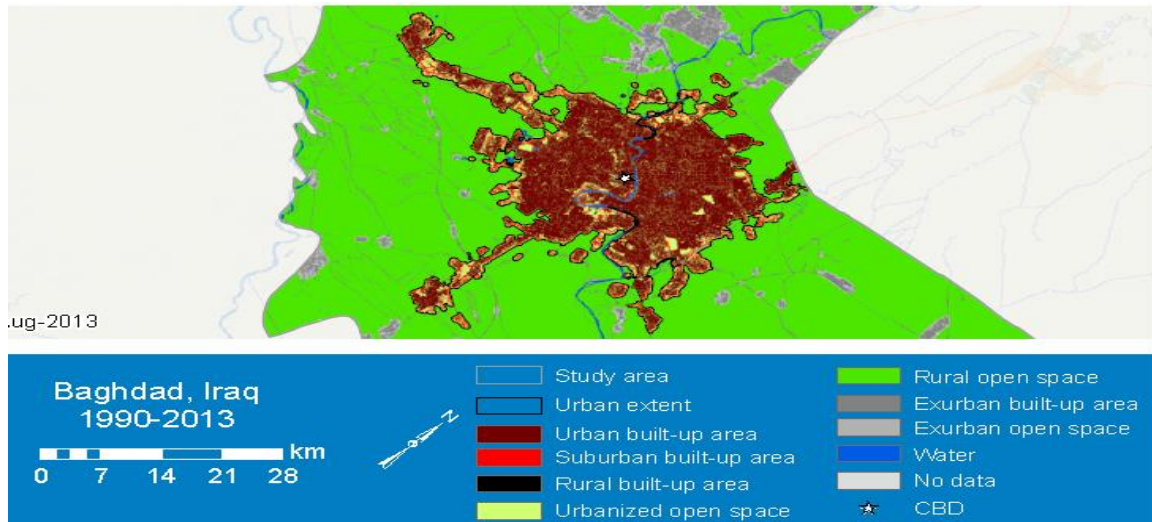 .ug-2013
Baghdad, Iraq
1990-2013
km
0 7 14 21 28
N
Study area
Urban extent
Urban built-up area
Suburban built-up area
Rural built-up area
Urbanized open space
Rural open space
Exurban built-up area
Exurban open space
Water
No data
CBD